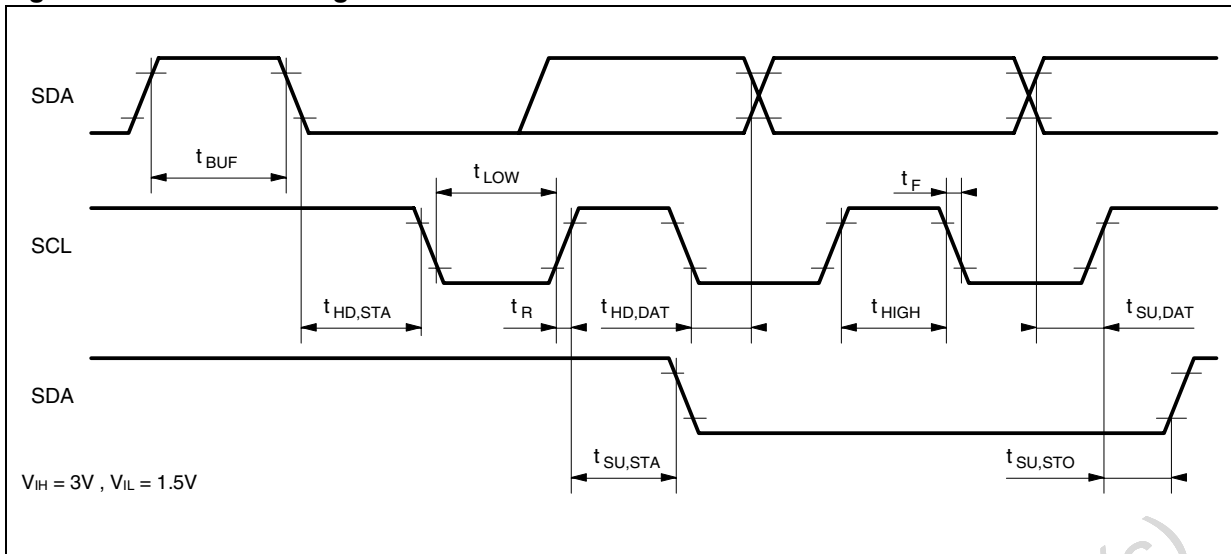 SDA
t BUF
t LOW
t F
SCL
t HD,STA
t R
t HD,DAT
t HIGH
t SU,DAT
SDA
t SU,STA
t SU,STO
VIH = 3V , VIL = 1.5V